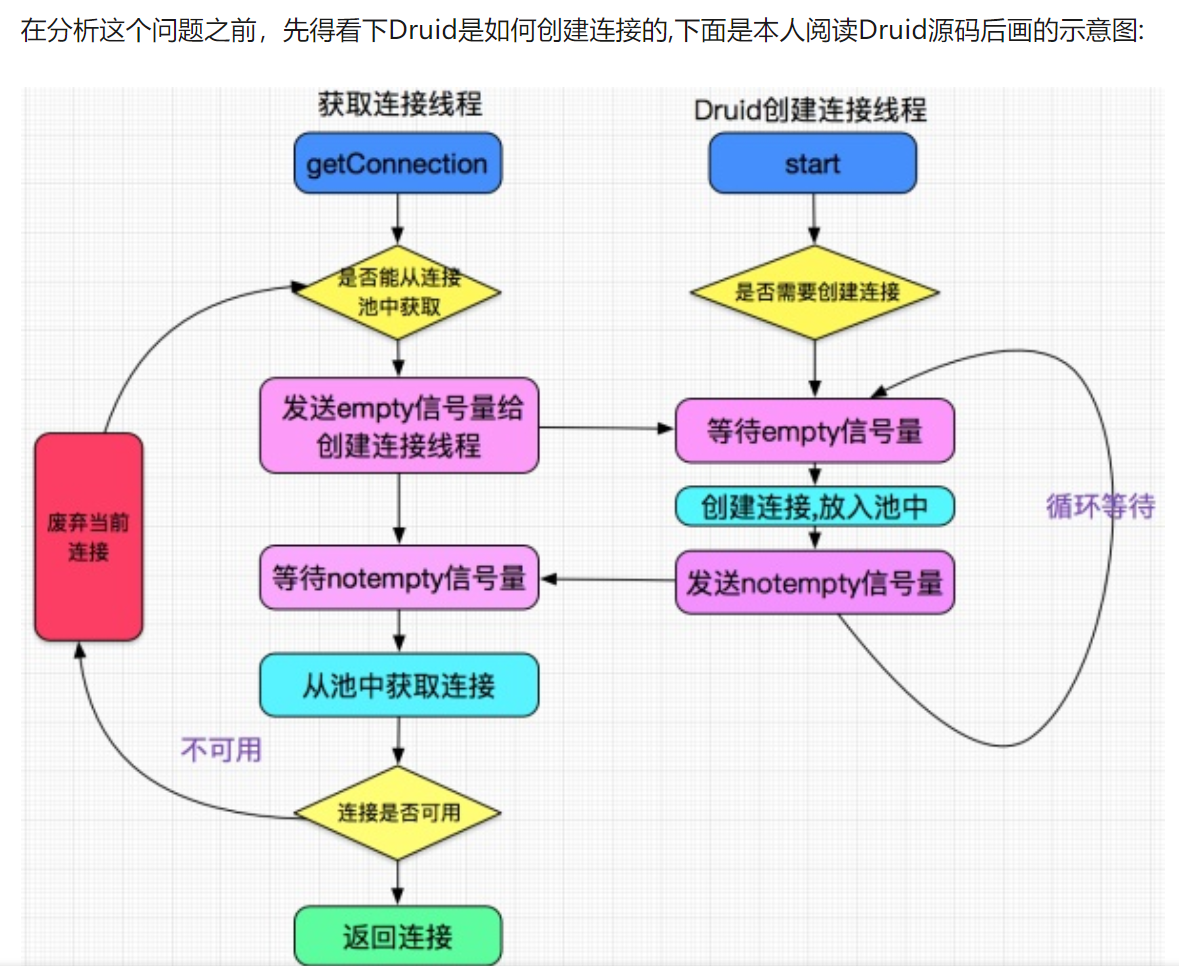 在分析这个问题之前，先得看下Druid是如何创建连接的,下面是本人阅读Druid源码后画的示意图:
获取连接线程
getConnection
是否能从连接
池中获取
发送empty信号量给
创建连接线程
等待notempty信号量
从池中获取连接
连接是否可用
返回连接
不可用
废弃当前
连接
Druid创建连接线程
start
是否需要创建连接
等待empty信号量
创建连接,放入池中
发送notempty信号量
循环等待